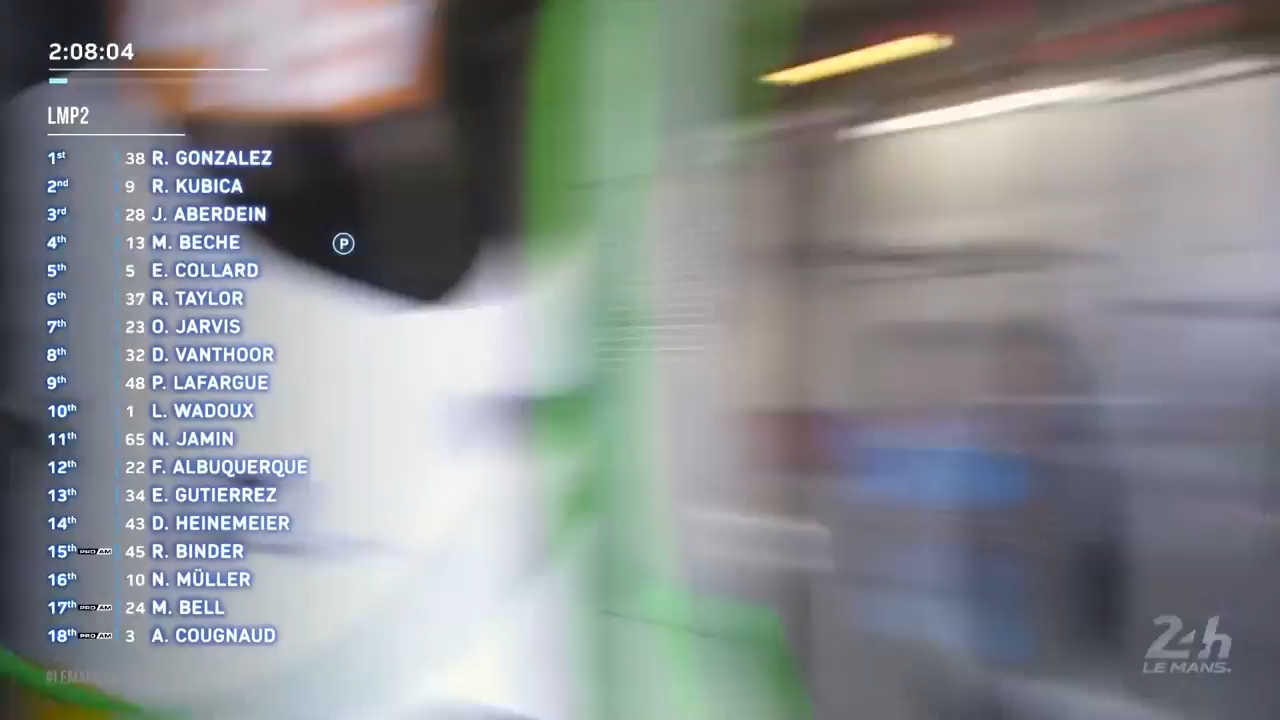 2:08:04
LMP2
1st 38 R. GONZALEZ
2nd 9 R. KUBICA
3rd 28 J. ABERDEIN
4th 13 M. BECHE P
5th 5 E. COLLARD
6th 37 R. TAYLOR
7th 23 O. JARVIS
8th 32 D. VANTHOOR
9th 48 P. LAFARGUE
10th 1 L. WADOUX
11th 65 N. JAMIN
12th 22 F. ALBUQUERQUE
13th 34 E. GUTIERREZ
14th 43 D. HEINEMEIER
15th PRO/AM 45 R. BINDER
16th 10 N. MÜLLER
17th PRO/AM 24 M. BELL
18th PRO/AM 3 A. COUGNAUD
24h
LE MANS.